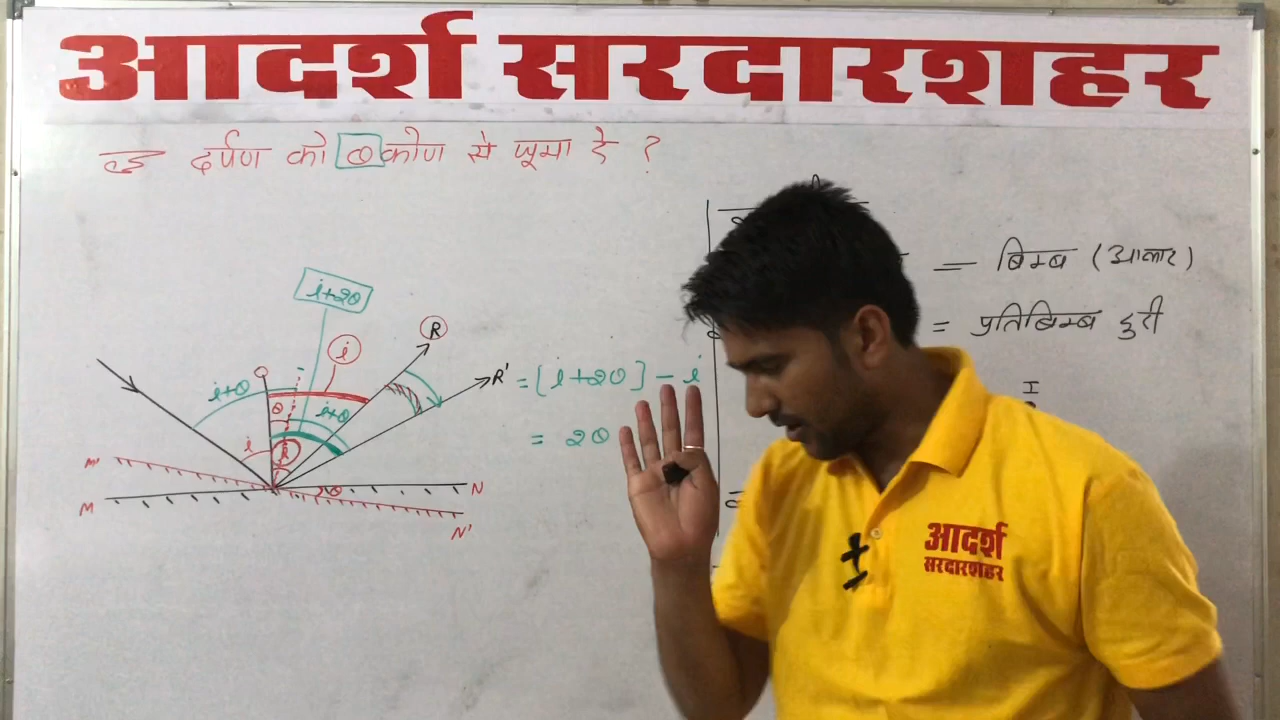 आदर्श सरदारशहर
दर्पण को θ कोण से घूमा दे ?
= बिम्ब (आकार)
= प्रतिबिम्ब दुरी
I
i+2θ
i
R
i+θ
θ
i+θ
R' = [i+2θ] - i
= 2θ
i
M'
M
θ
N
N'
आदर्श
सरदारशहर